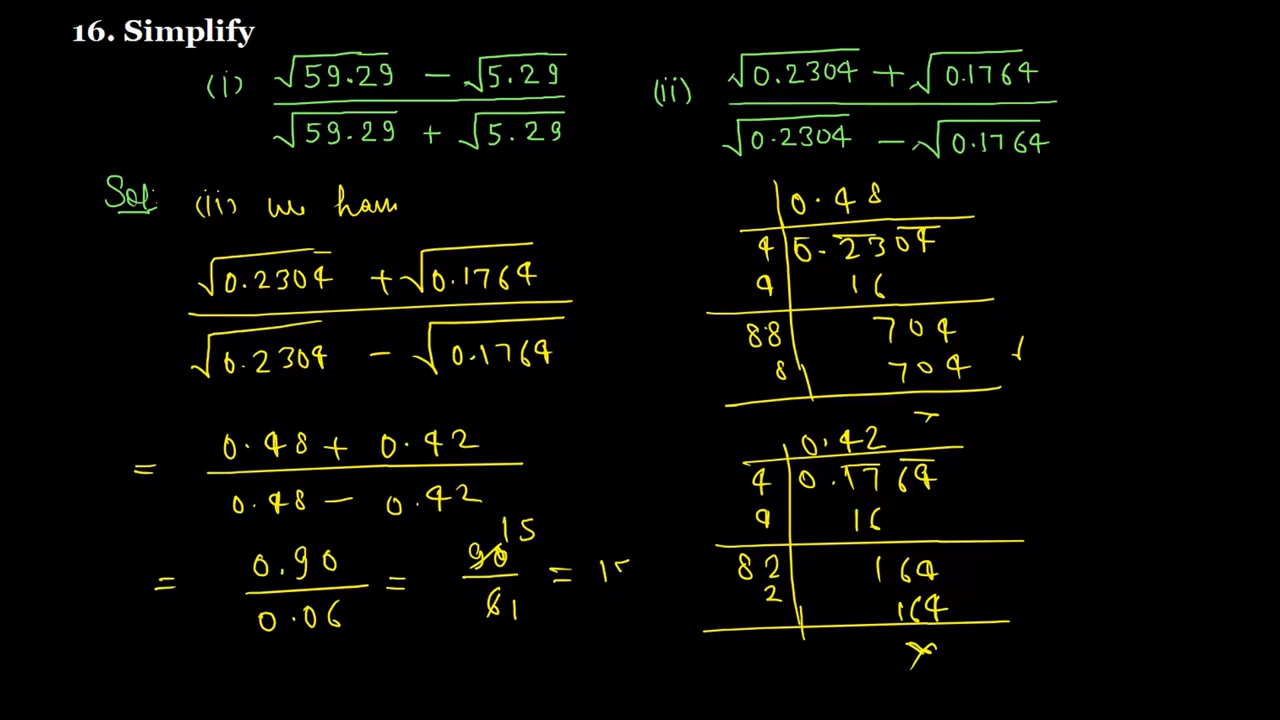 16. Simplify
(i) √59.29 − √5.29 / √59.29 + √5.29
(ii) √0.2304 + √0.1764 / √0.2304 − √0.1764
Sol: (ii) we have
√0.2304 + √0.1764
√0.2304 − √0.1764
= 0.48 + 0.42 / 0.48 − 0.42
= 0.90 / 0.06 = 90 15 / 6 1 = 15
0.48
4 0.2304
4 16
88 704
8 704
×
0.42
4 0.1764
4 16
82 164
2 164
×